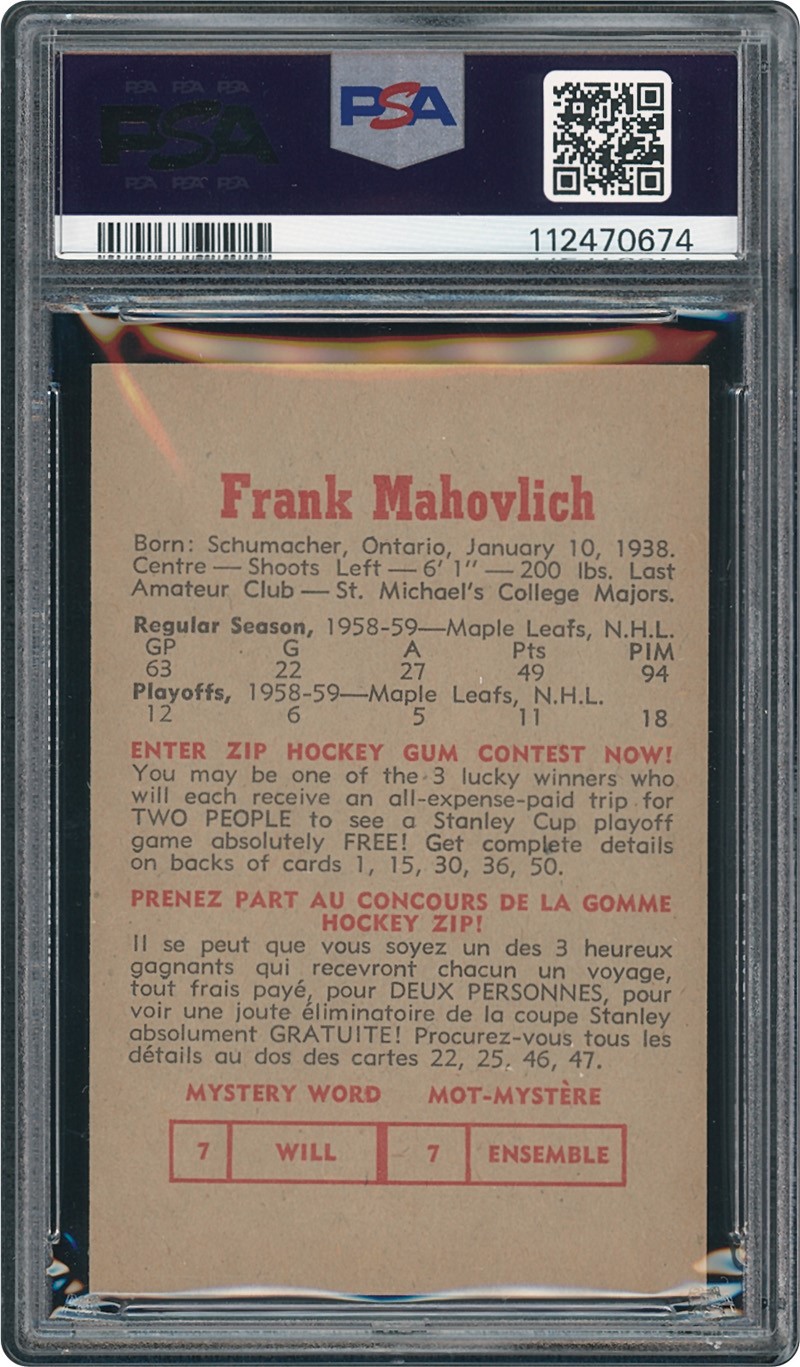 PSA PSA PSA
PSA
PSA PSA PSA
PSA
112470674
Frank Mahovlich
Born: Schumacher, Ontario, January 10, 1938.
Centre — Shoots Left — 6' 1" — 200 lbs. Last
Amateur Club — St. Michael's College Majors.
Regular Season, 1958-59—Maple Leafs, N.H.L.
GP G A Pts PIM
63 22 27 49 94
Playoffs, 1958-59—Maple Leafs, N.H.L.
12 6 5 11 18
ENTER ZIP HOCKEY GUM CONTEST NOW!
You may be one of the 3 lucky winners who
will each receive an all-expense-paid trip for
TWO PEOPLE to see a Stanley Cup playoff
game absolutely FREE! Get complete details
on backs of cards 1, 15, 30, 36, 50.
PRENEZ PART AU CONCOURS DE LA GOMME
HOCKEY ZIP!
Il se peut que vous soyez un des 3 heureux
gagnants qui recevront chacun un voyage,
tout frais payé, pour DEUX PERSONNES, pour
voir une joute éliminatoire de la coupe Stanley
absolument GRATUITE! Procurez-vous tous les
détails au dos des cartes 22, 25, 46, 47.
MYSTERY WORD MOT-MYSTÈRE
7 WILL 7 ENSEMBLE